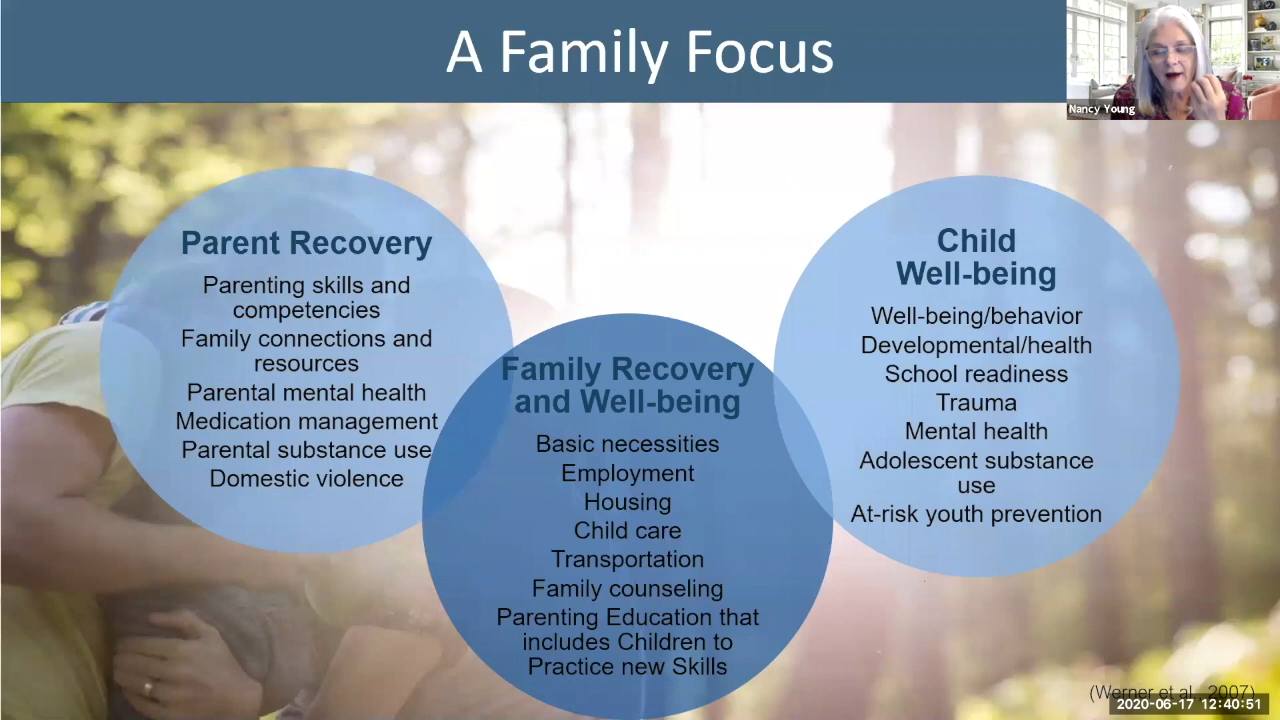 A Family Focus
Nancy Young
Parent Recovery
Parenting skills and
competencies
Family connections and
resources
Parental mental health
Medication management
Parental substance use
Domestic violence
Family Recovery
and Well-being
Basic necessities
Employment
Housing
Child care
Transportation
Family counseling
Parenting Education that
includes Children to
Practice new Skills
Child
Well-being
Well-being/behavior
Developmental/health
School readiness
Trauma
Mental health
Adolescent substance
use
At-risk youth prevention
(Werner et al., 2007)
2020-06-17 12:40:51